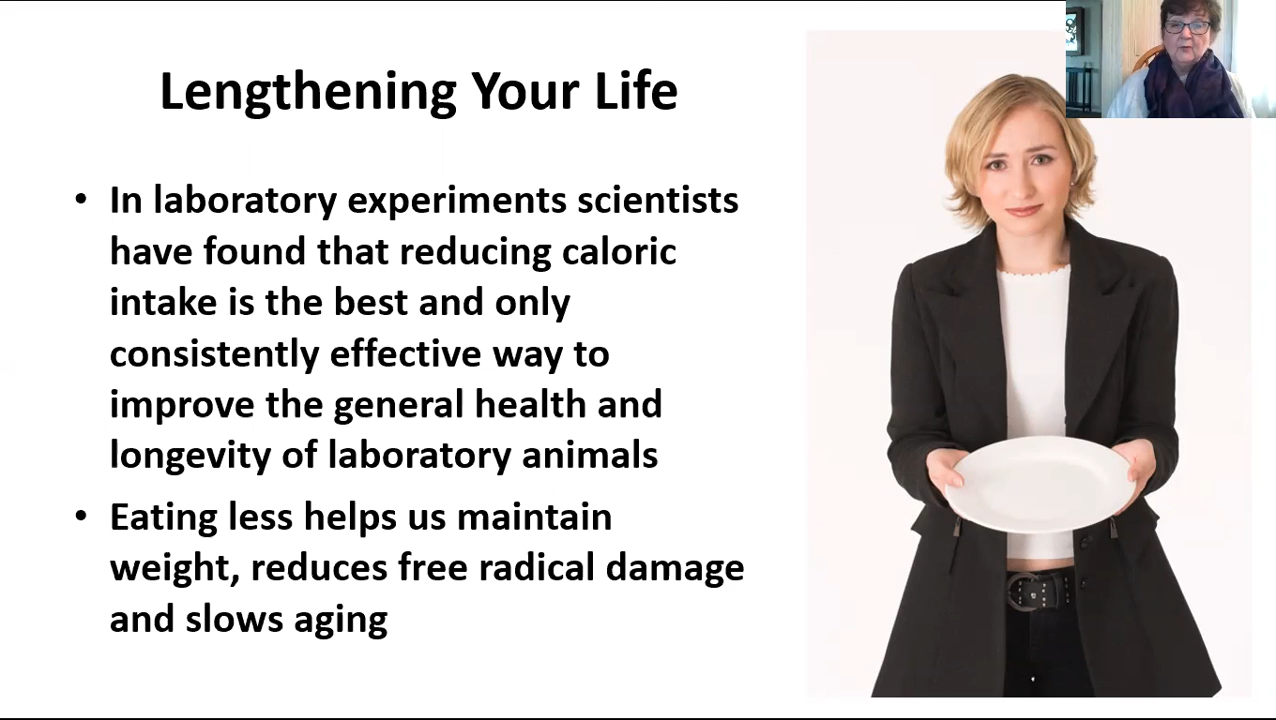 Lengthening Your Life
• In laboratory experiments scientists
have found that reducing caloric
intake is the best and only
consistently effective way to
improve the general health and
longevity of laboratory animals
• Eating less helps us maintain
weight, reduces free radical damage
and slows aging